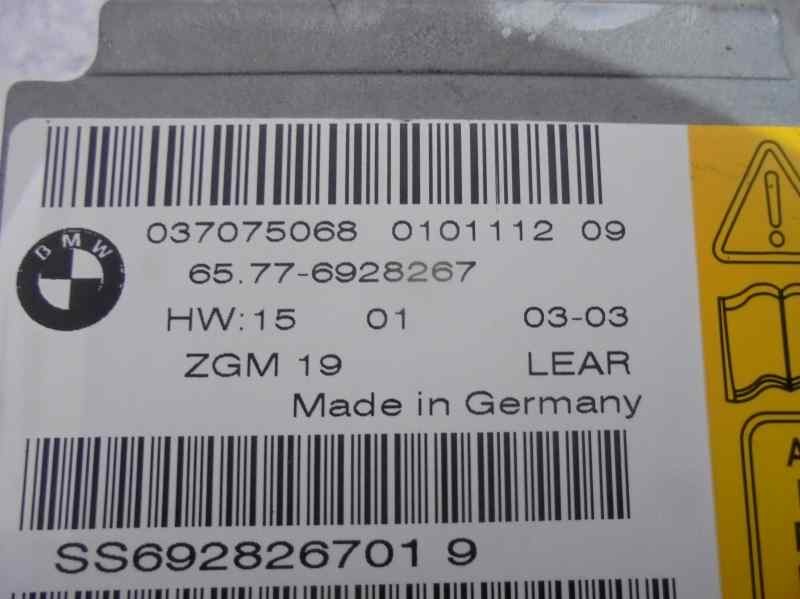 037075068 0101112 09
BMW
65.77-6928267
HW:15 01 03-03
ZGM 19 LEAR
Made in Germany
SS692826701 9